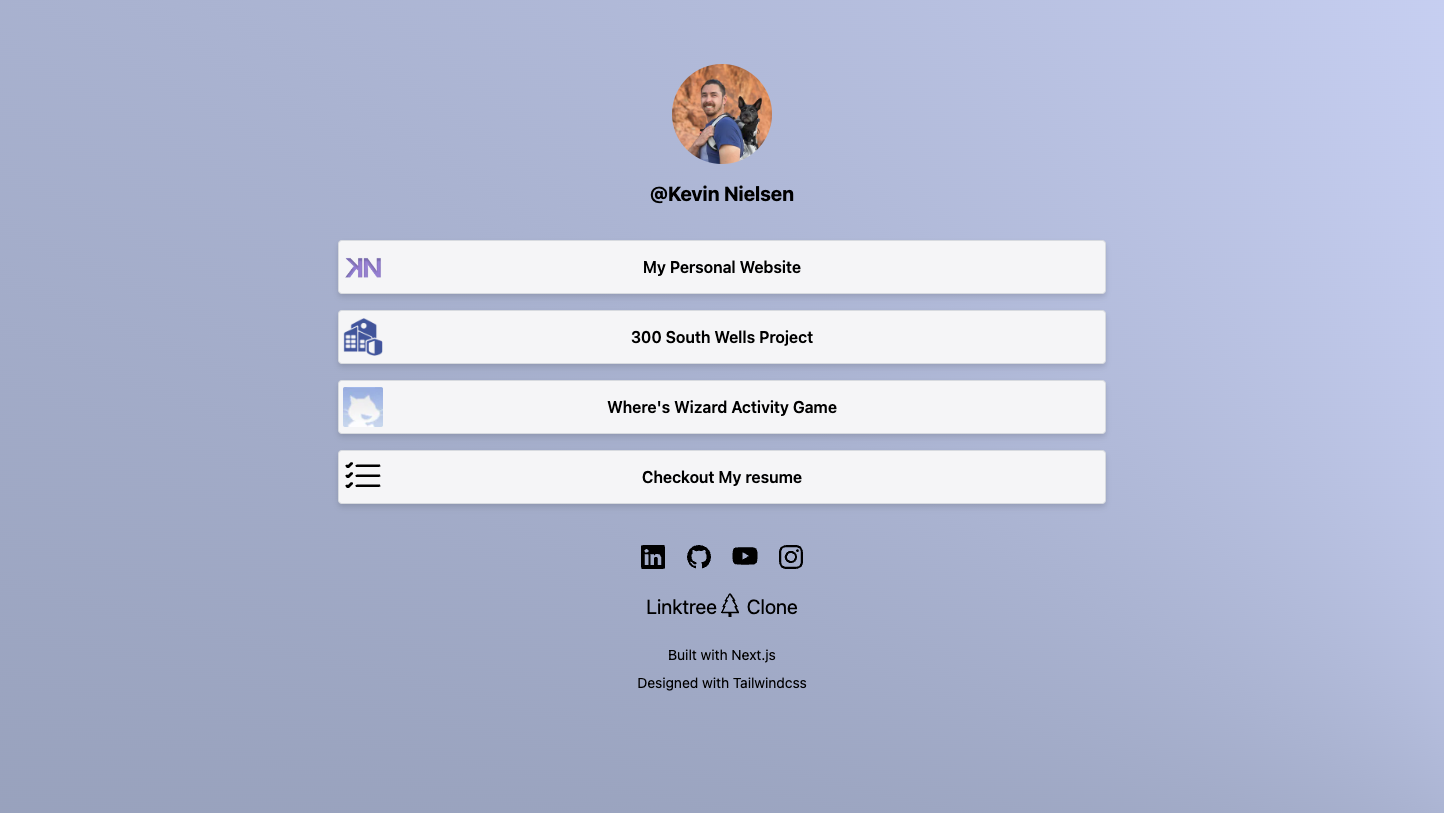 @Kevin Nielsen
KN
My Personal Website
300 South Wells Project
Where's Wizard Activity Game
Checkout My resume
in
Linktree Clone
Built with Next.js
Designed with Tailwindcss